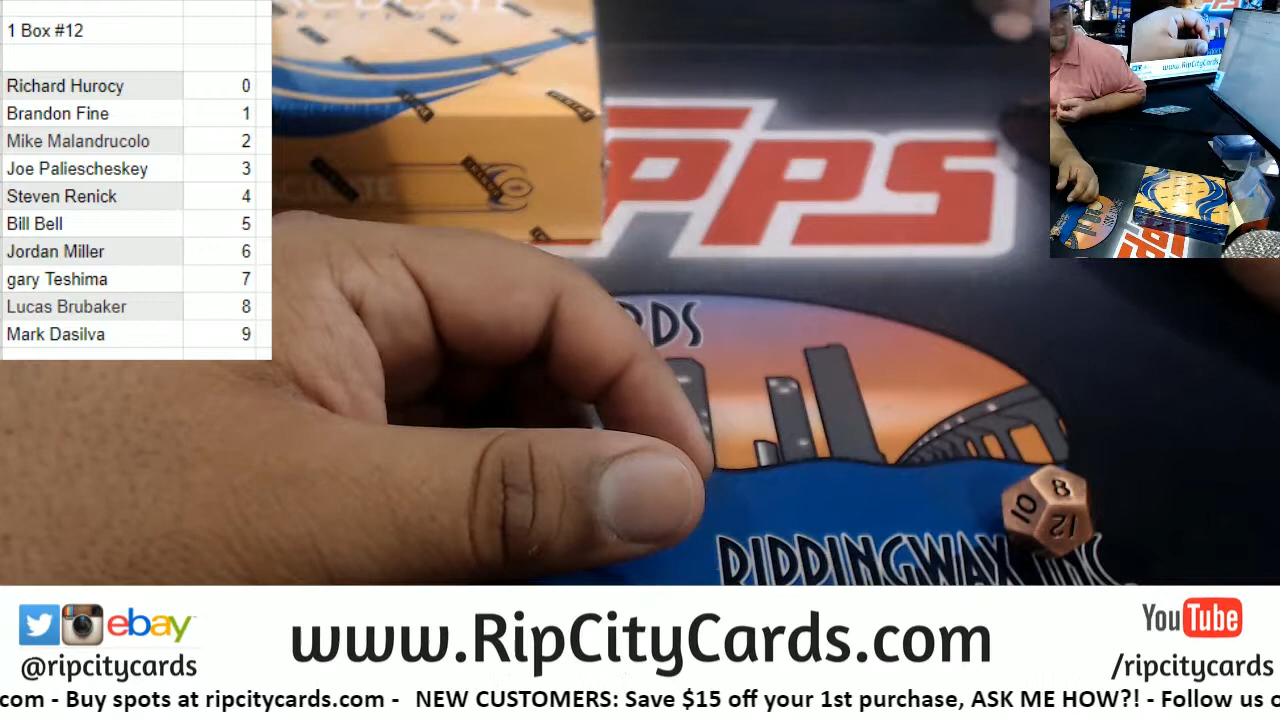 1 Box #12
Richard Hurocy 0
Brandon Fine 1
Mike Malandrucolo 2
Joe Paliescheskey 3
Steven Renick 4
Bill Bell 5
Jordan Miller 6
gary Teshima 7
Lucas Brubaker 8
Mark Dasilva 9
PPS
RDS
8
10
12
RIPPINGWAX INC.
ebay
@ripcitycards
www.RipCityCards.com
YouTube
/ripcitycards
com - Buy spots at ripcitycards.com - NEW CUSTOMERS: Save $15 off your 1st purchase, ASK ME HOW?! - Follow us